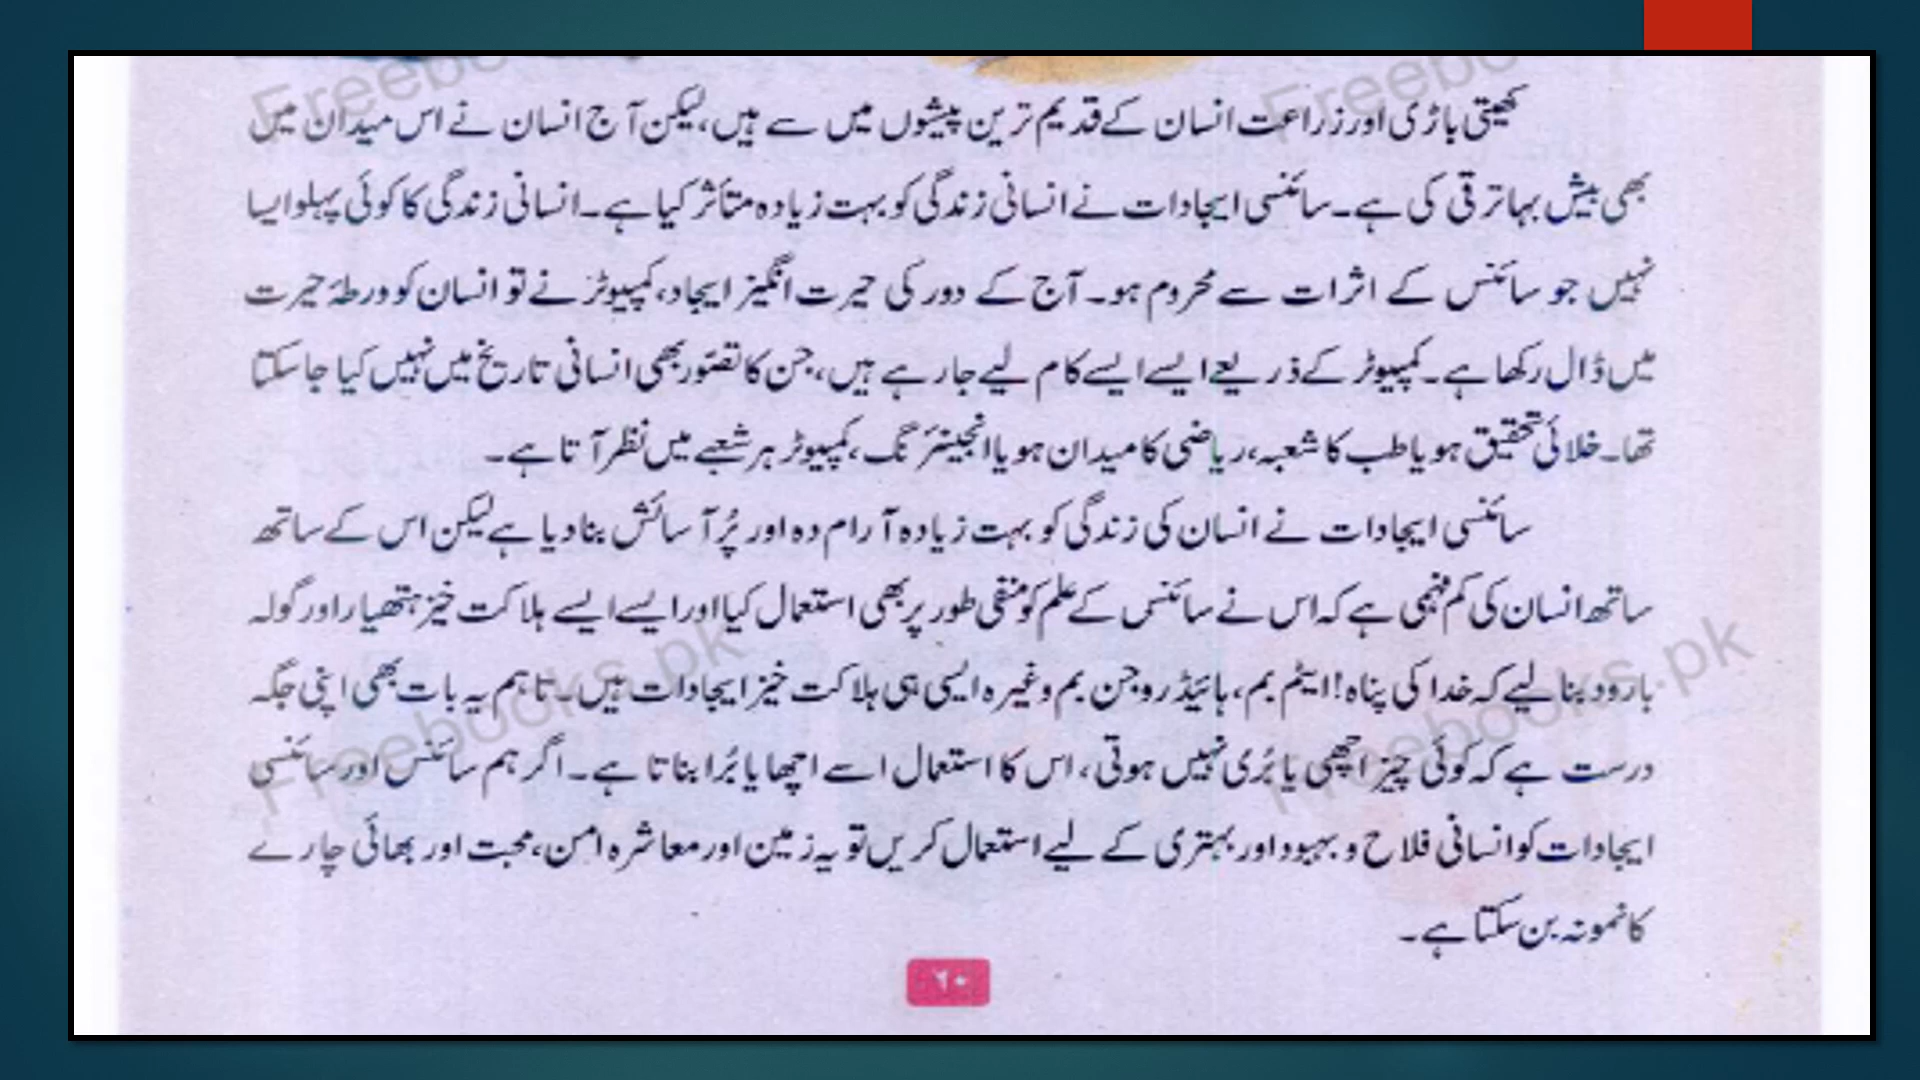 کھیتی باڑی اور زراعت انسان کے قدیم ترین پیشوں میں سے ہیں، لیکن آج انسان نے اس میدان میں
بھی بیش بہا ترقی کی ہے۔ سائنسی ایجادات نے انسانی زندگی کو بہت زیادہ متأثر کیا ہے۔ انسانی زندگی کا کوئی پہلو ایسا
نہیں جو سائنس کے اثرات سے محروم ہو۔ آج کے دور کی حیرت انگیز ایجاد، کمپیوٹر نے تو انسان کو ورطۂ حیرت
میں ڈال رکھا ہے۔ کمپیوٹر کے ذریعے ایسے ایسے کام لیے جارہے ہیں، جن کا تصوّر بھی انسانی تاریخ میں نہیں کیا جاسکتا
تھا۔ خلائی تحقیق ہو یا طب کا شعبہ، ریاضی کا میدان ہو یا انجینئرنگ، کمپیوٹر ہر شعبے میں نظر آتا ہے۔
سائنسی ایجادات نے انسان کی زندگی کو بہت زیادہ آرام دہ اور پُر آسائش بنادیا ہے لیکن اس کے ساتھ
ساتھ انسان کی کم فہمی ہے کہ اس نے سائنس کے علم کو منفی طور پر بھی استعمال کیا اور ایسے ایسے ہلاکت خیز ہتھیار اور گولہ
بارود بنا لیے کہ خدا کی پناہ! ایٹم بم، ہائیڈروجن بم وغیرہ ایسی ہی ہلاکت خیز ایجادات ہیں۔ تاہم یہ بات بھی اپنی جگہ
درست ہے کہ کوئی چیز اچھی یا بُری نہیں ہوتی، اس کا استعمال اسے اچھا یا بُرا بناتا ہے۔ اگر ہم سائنس اور سائنسی
ایجادات کو انسانی فلاح و بہبود اور بہتری کے لیے استعمال کریں تو یہ زمین اور معاشرہ امن، محبت اور بھائی چارے
کا نمونہ بن سکتا ہے۔
۲۰
Freebooks.pk
Freebooks.pk